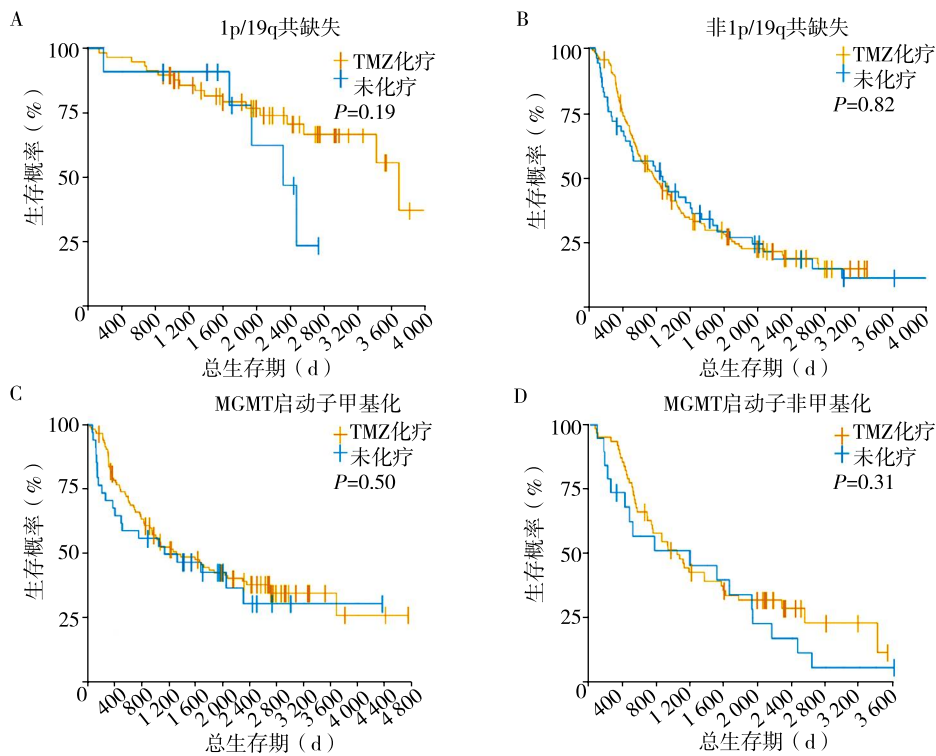 A
1p/19q共缺失
TMZ化疗
未化疗
P=0.19
生存概率（%）
100
75
50
25
0
400
800
1 200
1 600
2 000
2 400
2 800
3 200
3 600
4 000
总生存期（d）
B
非1p/19q共缺失
TMZ化疗
未化疗
P=0.82
生存概率（%）
100
75
50
25
0
400
800
1 200
1 600
2 000
2 400
2 800
3 200
3 600
4 000
总生存期（d）
C
MGMT启动子甲基化
TMZ化疗
未化疗
P=0.50
生存概率（%）
100
75
50
25
0
400
800
1 200
1 600
2 000
2 400
2 800
3 200
3 600
4 000
4 400
4 800
总生存期（d）
D
MGMT启动子非甲基化
TMZ化疗
未化疗
P=0.31
生存概率（%）
100
75
50
25
0
400
800
1 200
1 600
2 000
2 400
2 800
3 200
3 600
总生存期（d）